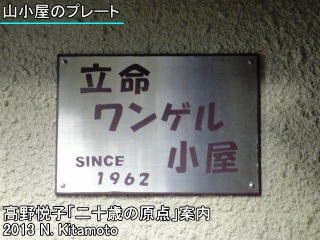 山小屋のプレート
立命
ワンゲル
小屋
SINCE
1962
高野悦子「二十歳の原点」案内
2013 N. Kitamoto